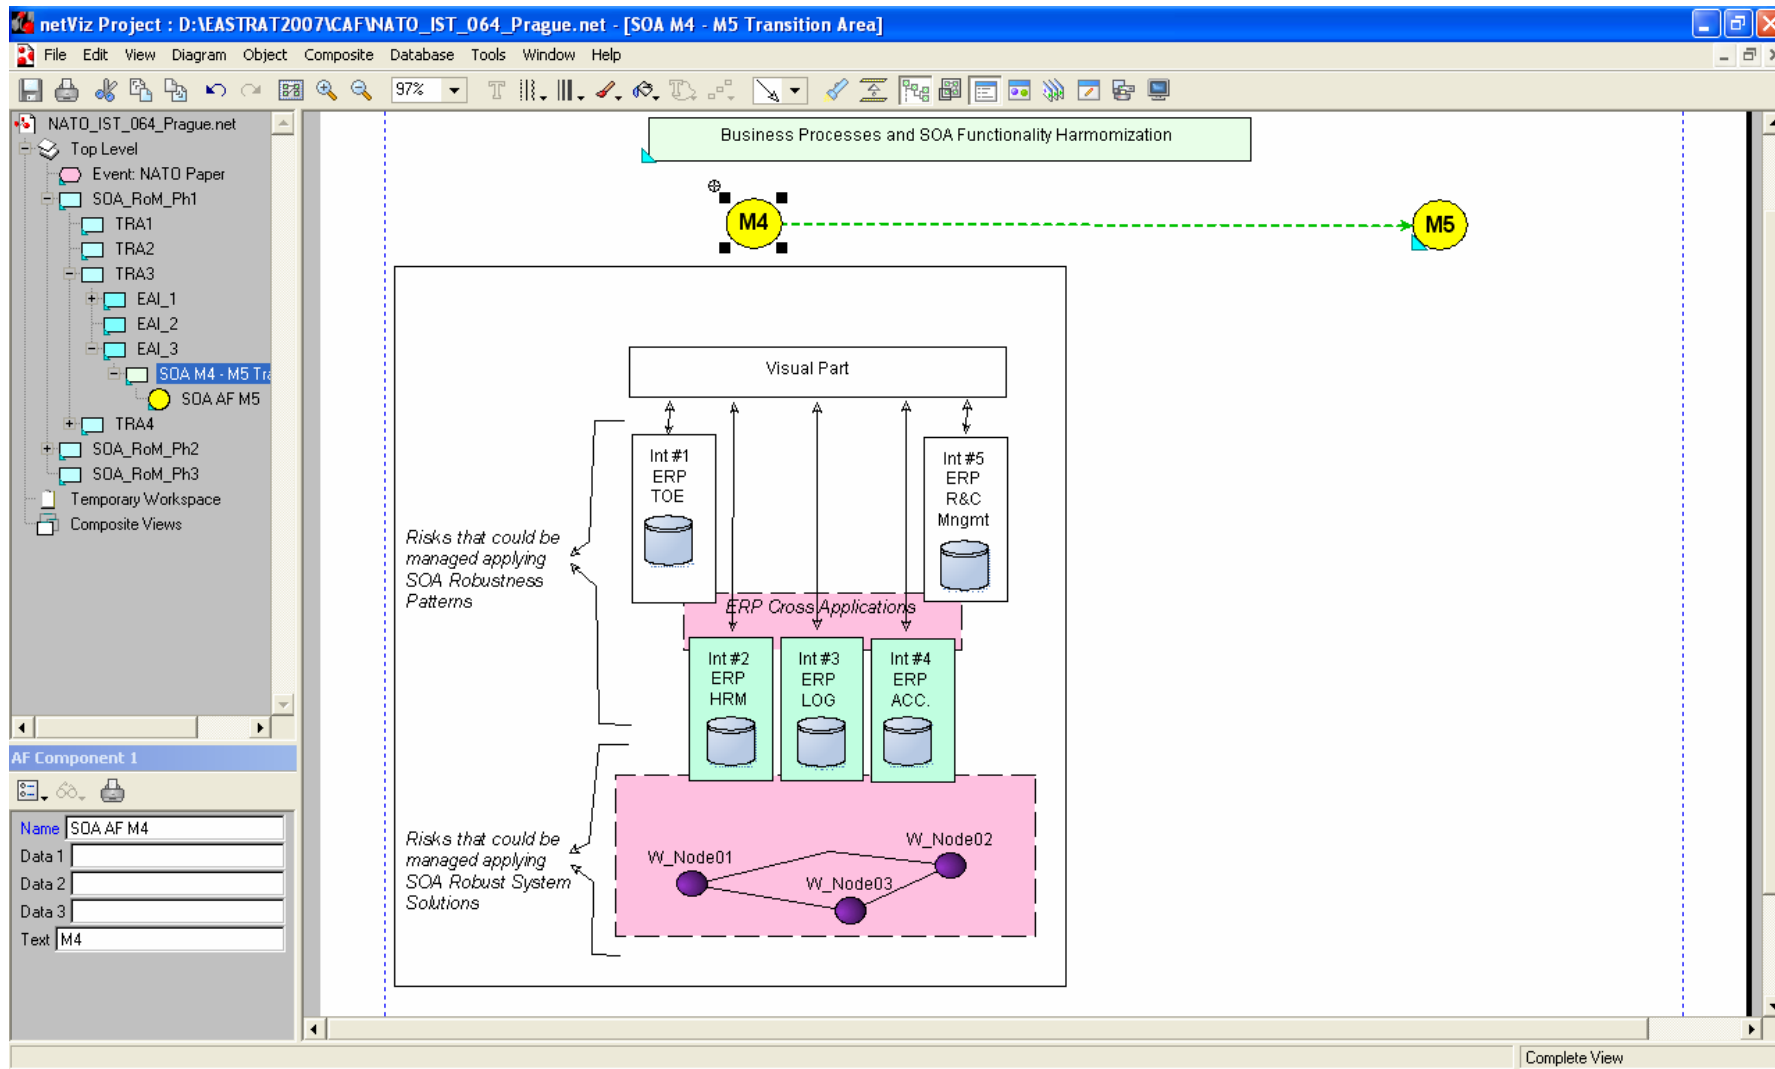 netViz Project : D:\EASTRAT2007\CAF\NATO_IST_064_Prague.net - [SOA M4 - M5 Transition Area]
File Edit View Diagram Object Composite Database Tools Window Help
97%
NATO_IST_064_Prague.net
Top Level
Event: NATO Paper
SOA_RoM_Ph1
TRA1
TRA2
TRA3
EAI_1
EAI_2
EAI_3
SOA M4 - M5 Tra
SOA AF M5
TRA4
SOA_RoM_Ph2
SOA_RoM_Ph3
Temporary Workspace
Composite Views
AF Component 1
Name SOA AF M4
Data 1
Data 2
Data 3
Text M4
Business Processes and SOA Functionality Harmomization
M4
M5
Visual Part
Int #1
ERP
TOE
Int #5
ERP
R&C
Mngmt
Risks that could be
managed applying
SOA Robustness
Patterns
ERP Cross Applications
Int #2
ERP
HRM
Int #3
ERP
LOG
Int #4
ERP
ACC.
Risks that could be
managed applying
SOA Robust System
Solutions
W_Node01
W_Node02
W_Node03
Complete View